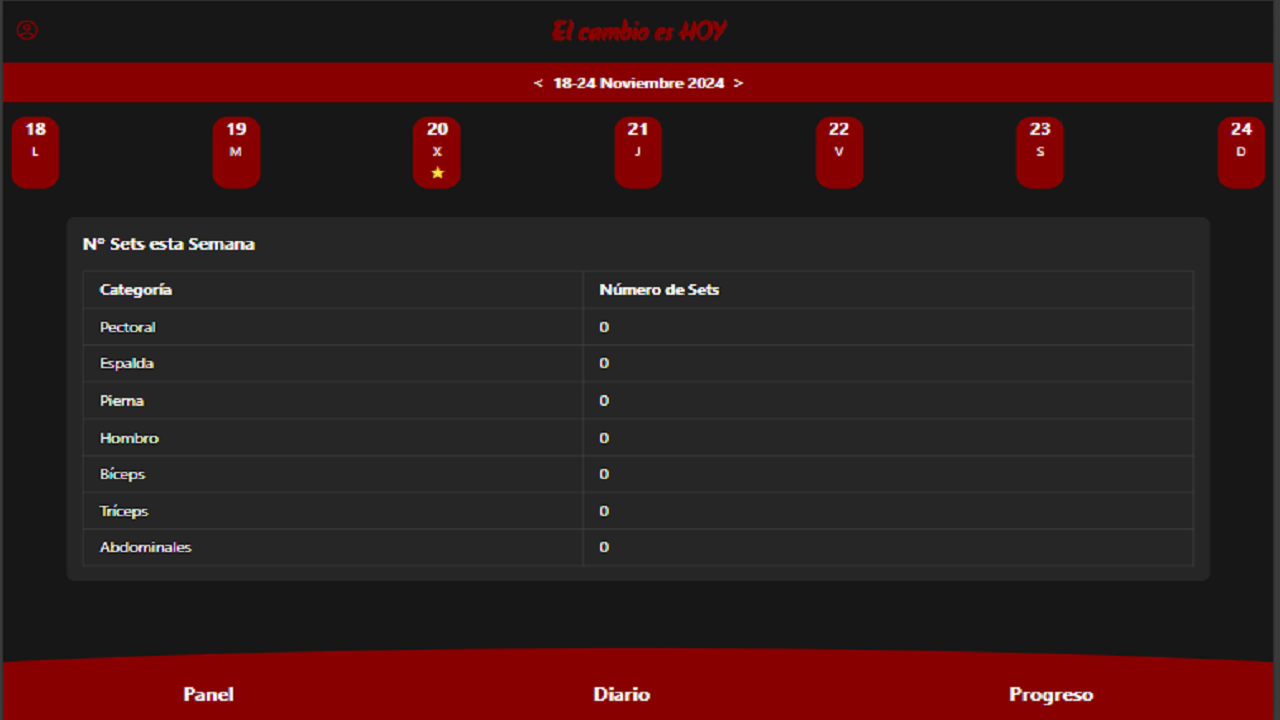 El cambio es HOY
< 18-24 Noviembre 2024 >
18 19 20 21 22 23 24
L M X J V S D
Nº Sets esta Semana
Categoría Número de Sets
Pectoral 0
Espalda 0
Pierna 0
Hombro 0
Bíceps 0
Tríceps 0
Abdominales 0
Panel Diario Progreso